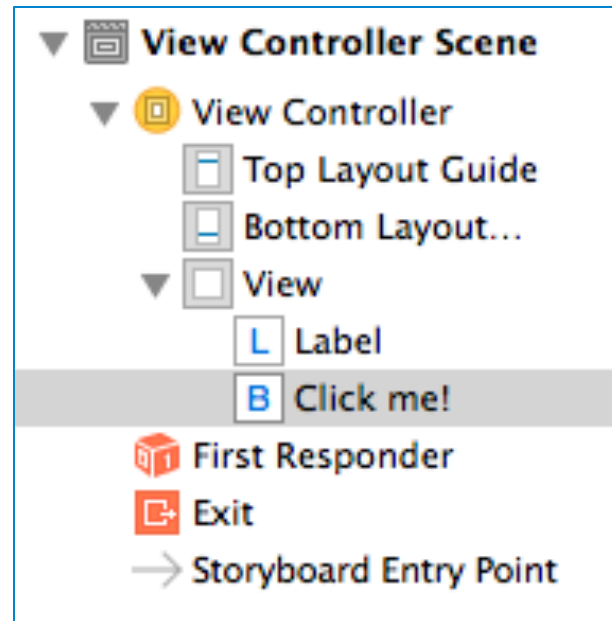 View Controller Scene
View Controller
Top Layout Guide
Bottom Layout...
View
L Label
B Click me!
First Responder
Exit
Storyboard Entry Point